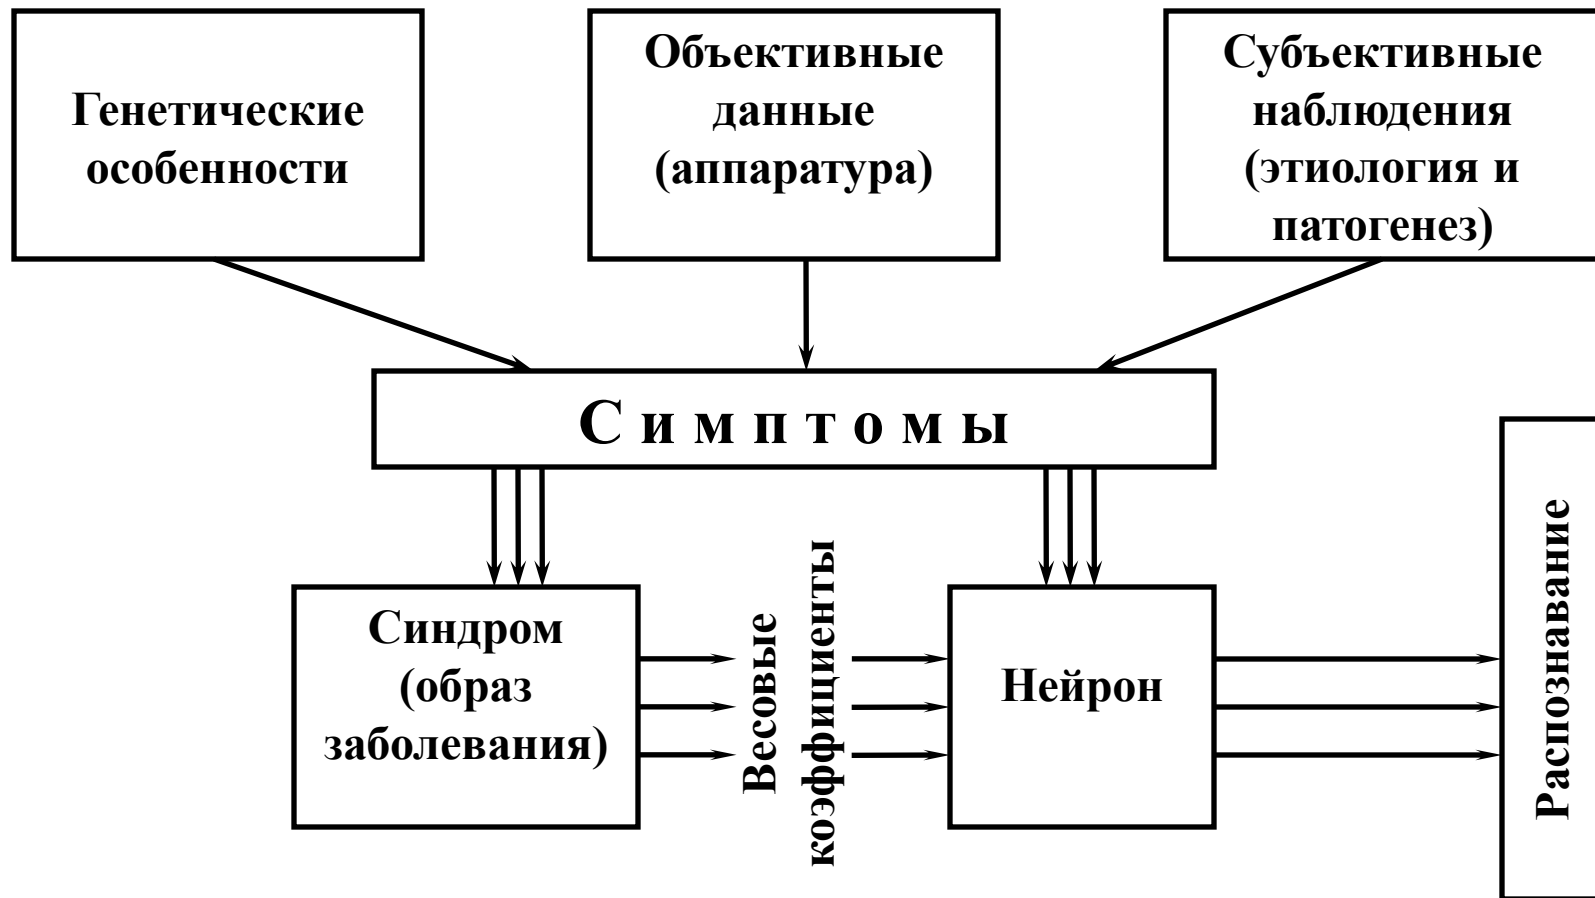 Генетические
особенности
Объективные
данные
(аппаратура)
Субъективные
наблюдения
(этиология и
патогенез)
С и м п т о м ы
Синдром
(образ
заболевания)
Весовые
коэффициенты
Нейрон
Распознавание